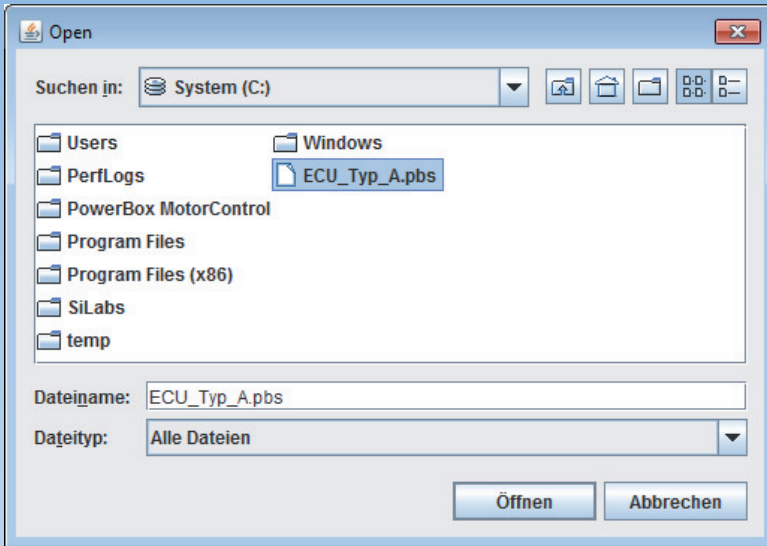 Open
Suchen in: System (C:)
Users
PerfLogs
PowerBox MotorControl
Program Files
Program Files (x86)
SiLabs
temp
Windows
ECU_Typ_A.pbs
Dateiname: ECU_Typ_A.pbs
Dateityp: Alle Dateien
Öffnen Abbrechen